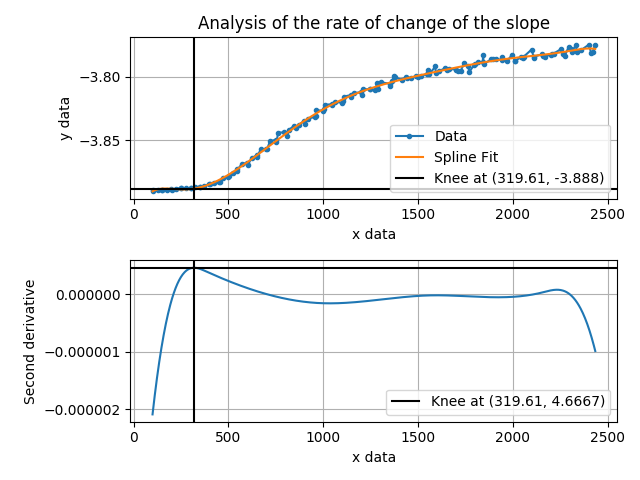 Analysis of the rate of change of the slope
−3.80
−3.85
y data
Data
Spline Fit
Knee at (319.61, -3.888)
0 500 1000 1500 2000 2500
x data
0.000000
−0.000001
−0.000002
Second derivative
Knee at (319.61, 4.6667)
0 500 1000 1500 2000 2500
x data